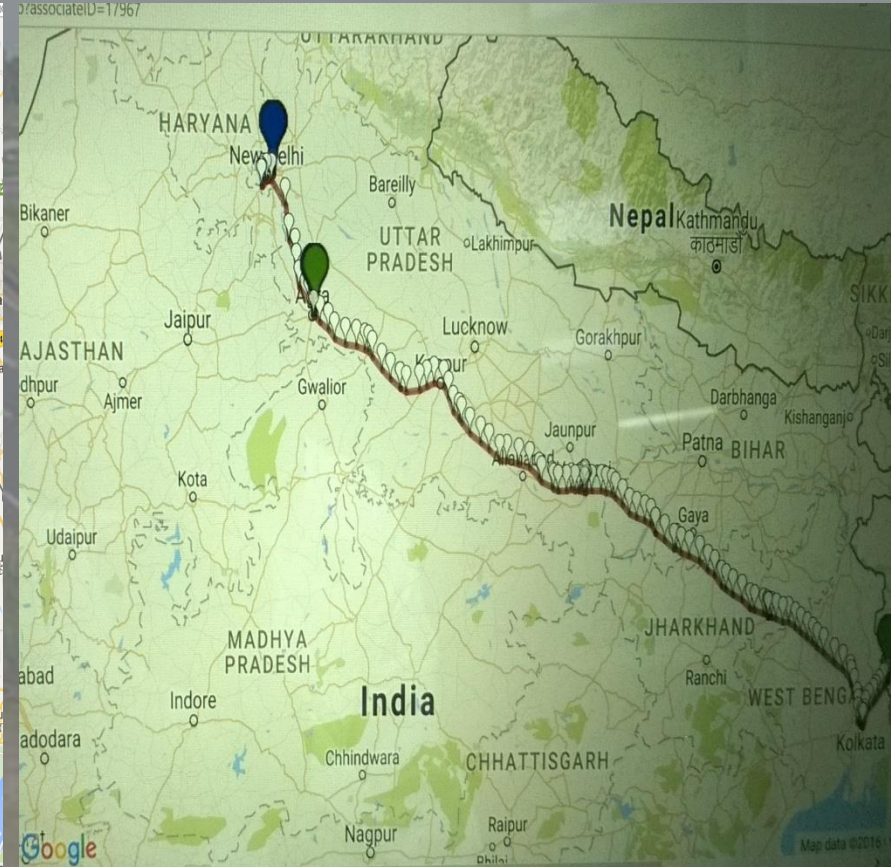 o?associateID=17967
UTTARAKHAND
HARYANA
New Delhi
Bareilly
Bikaner
UTTAR
PRADESH
Lakhimpur
Nepal
Kathmandu
काठमाडौं
SIKK
Jaipur
Lucknow
Gorakhpur
AJASTHAN
dhpur
Ajmer
Gwalior
Darbhanga
Kishanganj
Jaunpur
Patna
BIHAR
Kota
Gaya
Udaipur
MADHYA
PRADESH
JHARKHAND
Ranchi
abad
Indore
India
WEST BENGA
Kolkata
adodara
Chhindwara
CHHATTISGARH
Nagpur
Raipur
Google
Map data ©2016